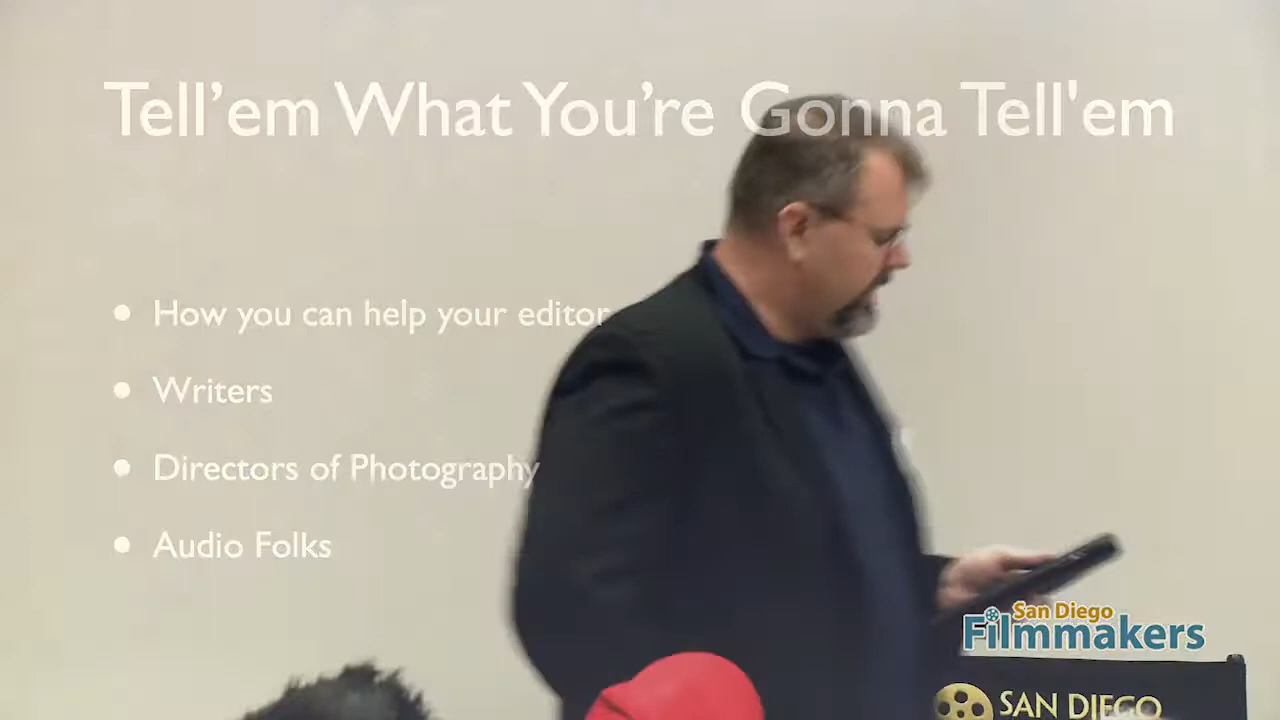 Tell’em What You’re Gonna Tell'em
How you can help your editor
Writers
Directors of Photography
Audio Folks
San Diego
Filmmakers
SAN DIEGO